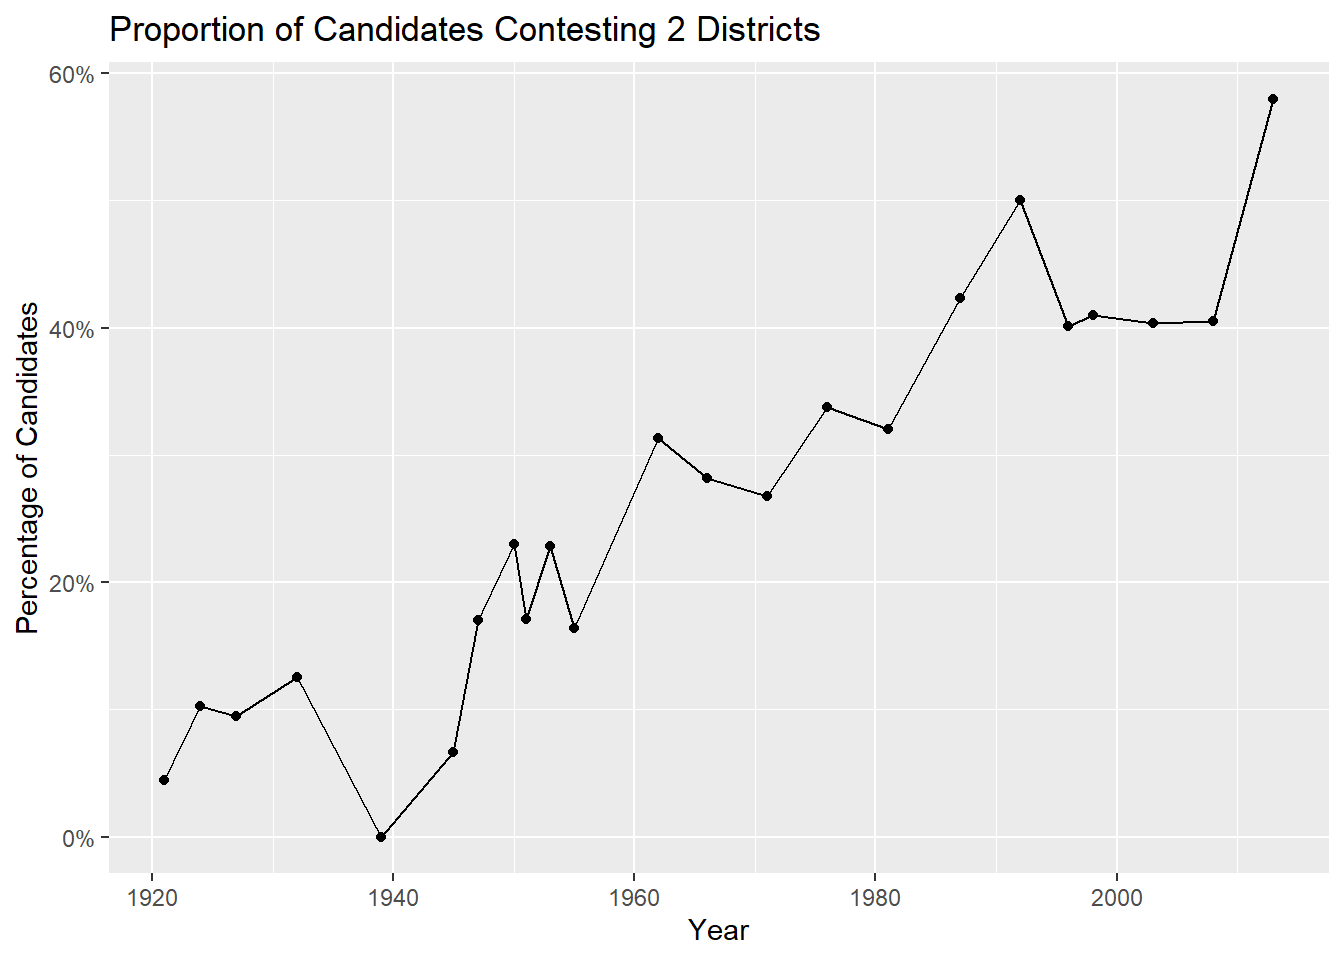 Proportion of Candidates Contesting 2 Districts
60%
40%
20%
0%
Percentage of Candidates
1920 1940 1960 1980 2000
Year